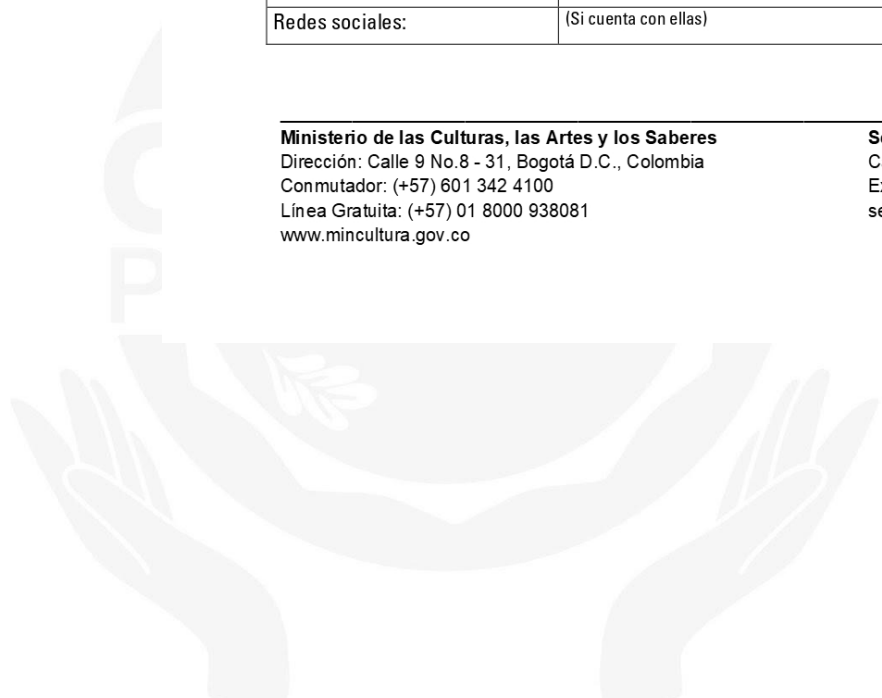 Redes sociales:
(Si cuenta con ellas)
Ministerio de las Culturas, las Artes y los Saberes
Dirección: Calle 9 No.8 - 31, Bogotá D.C., Colombia
Conmutador: (+57) 601 342 4100
Línea Gratuita: (+57) 01 8000 938081
www.mincultura.gov.co